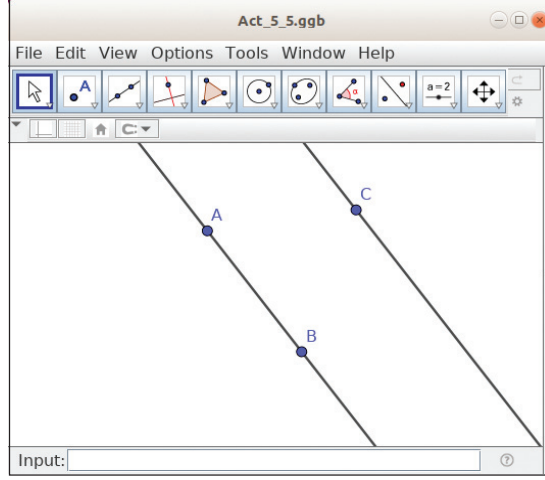 Act_5_5.ggb
File Edit View Options Tools Window Help
A
α
a=2
A
C
B
Input: